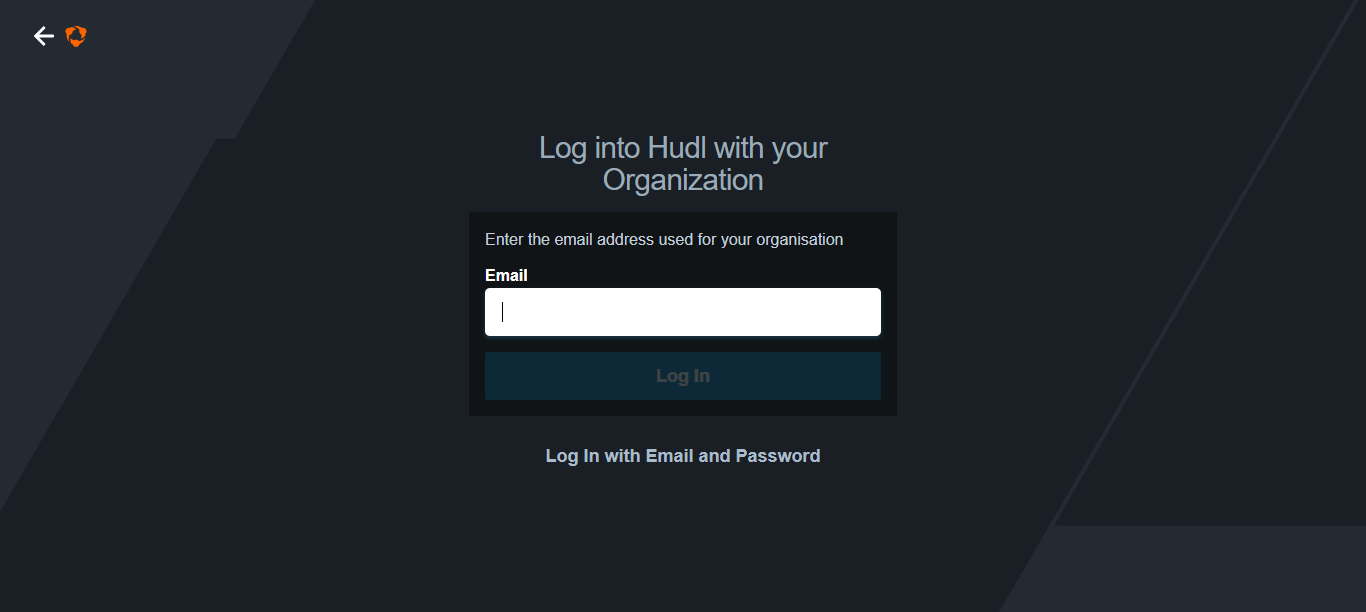 Log into Hudl with your
Organization
Enter the email address used for your organisation
Email
Log In
Log In with Email and Password